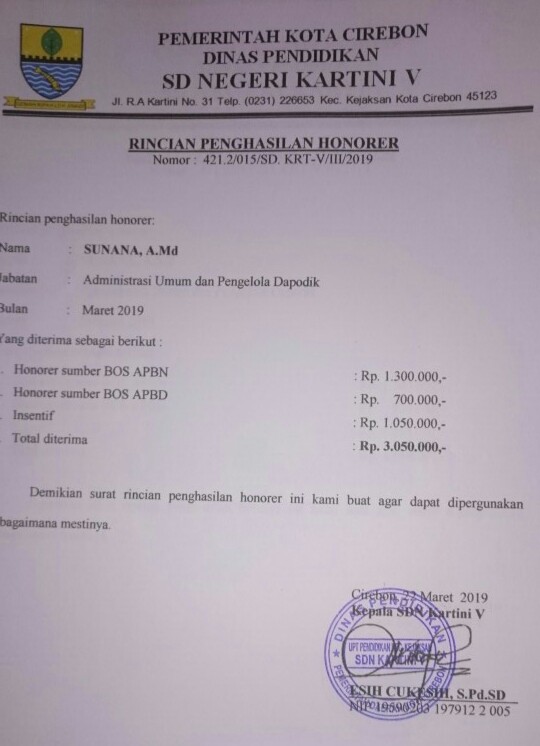 PEMERINTAH KOTA CIREBON
DINAS PENDIDIKAN
SD NEGERI KARTINI V
Jl. R.A Kartini No. 31 Telp. (0231) 226653 Kec. Kejaksan Kota Cirebon 45123
RINCIAN PENGHASILAN HONORER
Nomor : 421.2/015/SD. KRT-V/III/2019
Rincian penghasilan honorer:
Nama : SUNANA, A.Md
Jabatan : Administrasi Umum dan Pengelola Dapodik
Bulan : Maret 2019
Yang diterima sebagai berikut :
. Honorer sumber BOS APBN : Rp. 1.300.000,-
. Honorer sumber BOS APBD : Rp. 700.000,-
. Insentif : Rp. 1.050.000,-
. Total diterima : Rp. 3.050.000,-
Demikian surat rincian penghasilan honorer ini kami buat agar dapat dipergunakan
bagaimana mestinya.
Cirebon, Maret 2019
Kepala SDN Kartini V
DINAS PENDIDIKAN
UPT PENDIDIKAN KEJAKSAN
SDN KARTINI V
ESIH CUKESIH, S.Pd.SD
NIP 19590203 197912 2 005